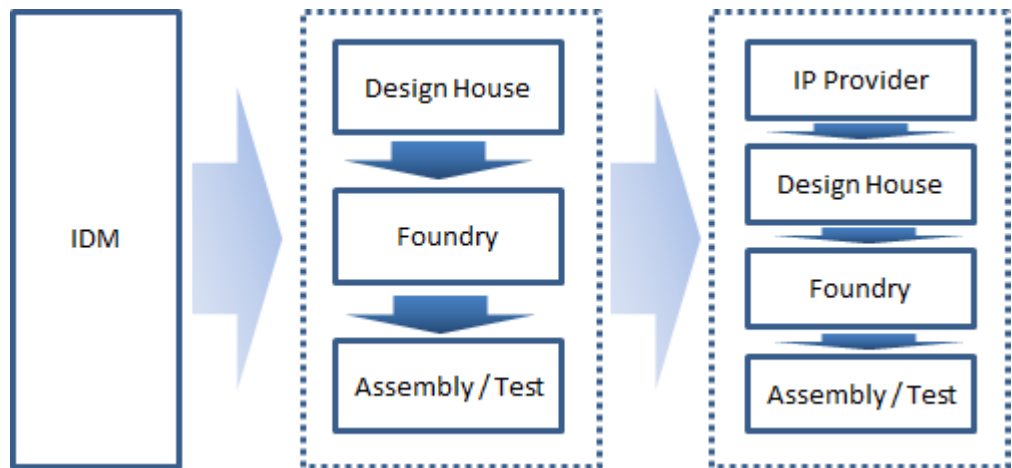 IDM
Design House
Foundry
Assembly / Test
IP Provider
Design House
Foundry
Assembly / Test